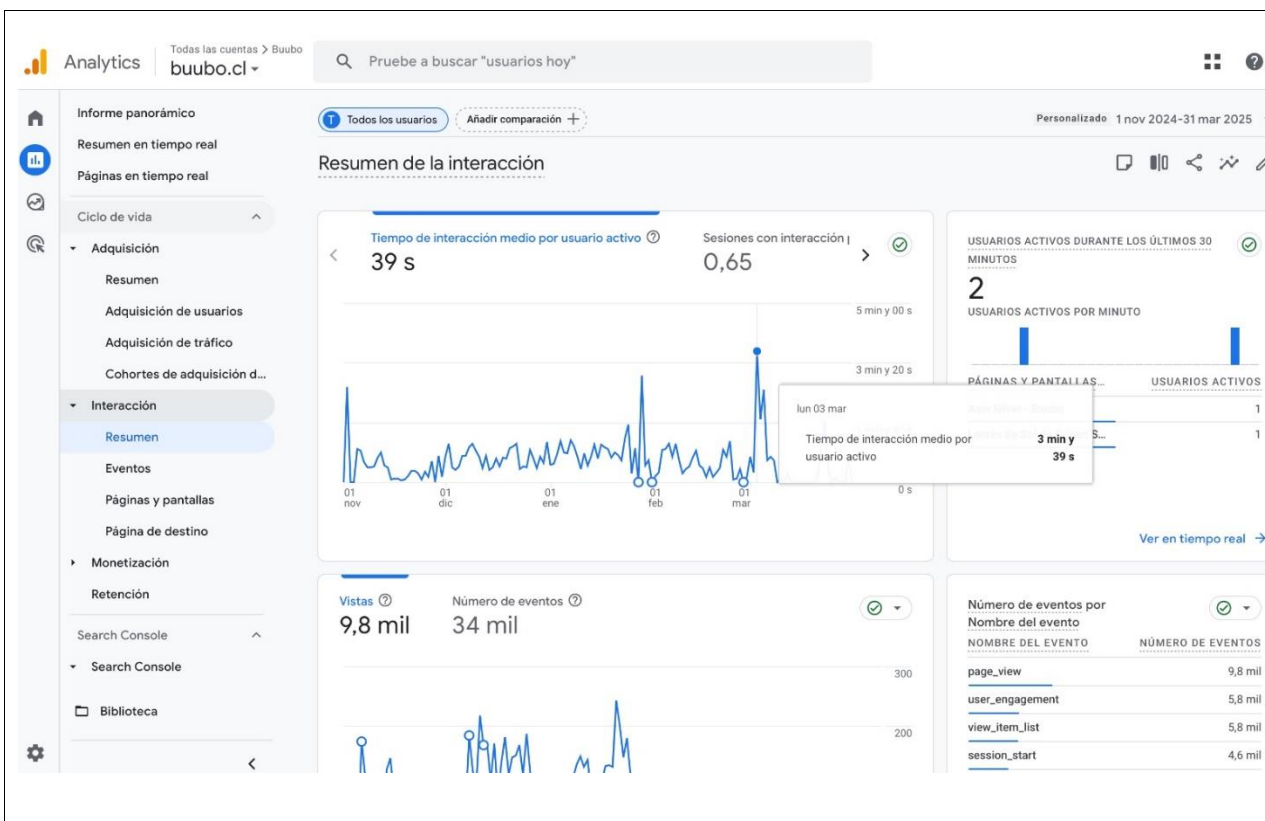 Analytics
Todas las cuentas > Buubo
buubo.cl
Pruebe a buscar "usuarios hoy"
Informe panorámico
Resumen en tiempo real
Páginas en tiempo real
Ciclo de vida
Adquisición
Resumen
Adquisición de usuarios
Adquisición de tráfico
Cohortes de adquisición d...
Interacción
Resumen
Eventos
Páginas y pantallas
Página de destino
Monetización
Retención
Search Console
Search Console
Biblioteca
T Todos los usuarios
Añadir comparación +
Personalizado 1 nov 2024-31 mar 2025
Resumen de la interacción
Tiempo de interacción medio por usuario activo
39 s
Sesiones con interacción
0,65
5 min y 00 s
3 min y 20 s
0 s
01 nov
01 dic
01 ene
01 feb
01 mar
lun 03 mar
Tiempo de interacción medio por usuario activo
3 min y 39 s
USUARIOS ACTIVOS DURANTE LOS ÚLTIMOS 30
MINUTOS
2
USUARIOS ACTIVOS POR MINUTO
PÁGINAS Y PANTALLAS...
USUARIOS ACTIVOS
1
S...
1
Ver en tiempo real
Vistas
9,8 mil
Número de eventos
34 mil
300
200
Número de eventos por
Nombre del evento
NOMBRE DEL EVENTO
NÚMERO DE EVENTOS
page_view 9,8 mil
user_engagement 5,8 mil
view_item_list 5,8 mil
session_start 4,6 mil